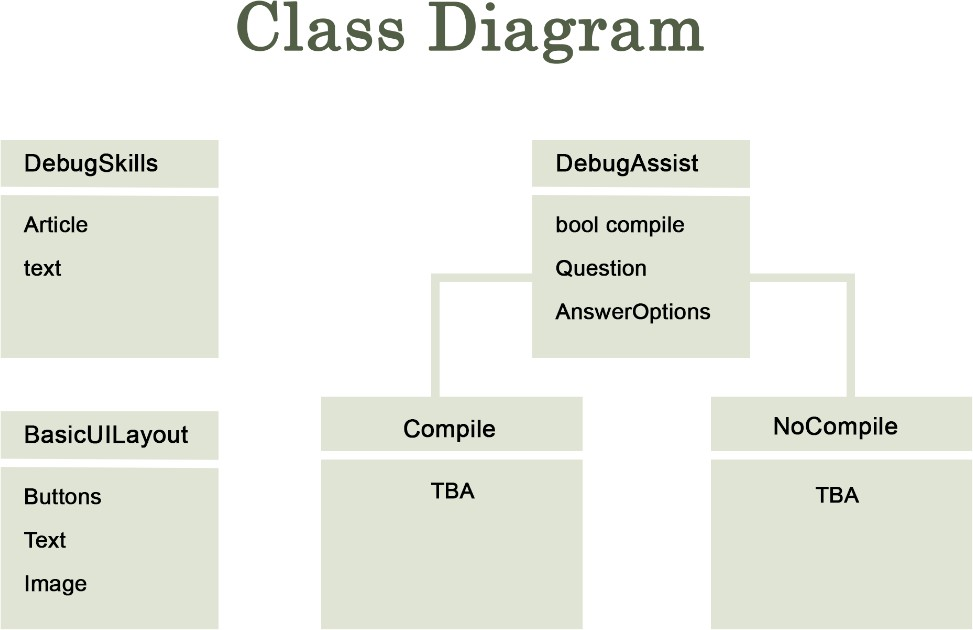 Class Diagram
DebugSkills
Article
text
DebugAssist
bool compile
Question
AnswerOptions
BasicUILayout
Buttons
Text
Image
Compile
TBA
NoCompile
TBA